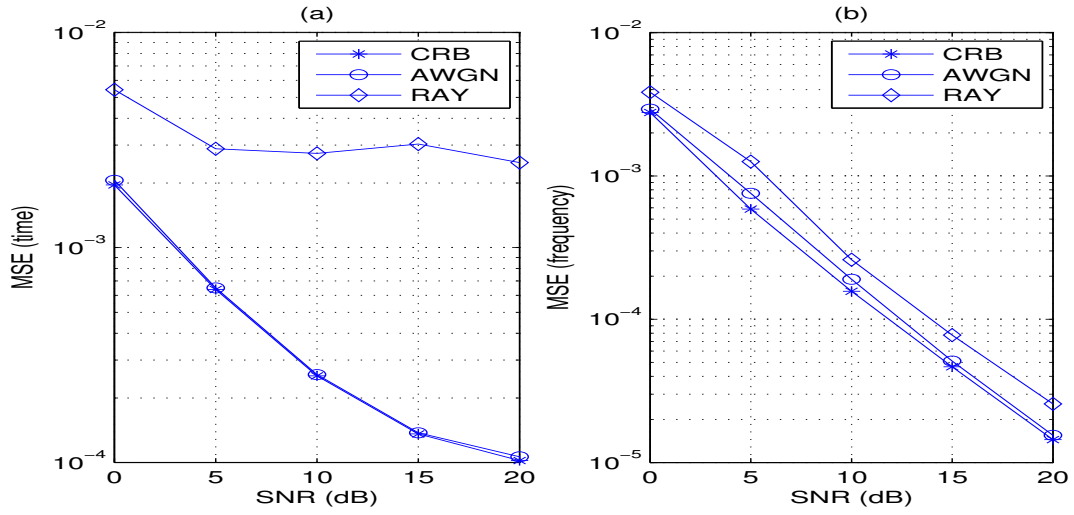 (a)
MSE (time)
10^-2
10^-3
10^-4
CRB
AWGN
RAY
0 5 10 15 20
SNR (dB)
(b)
MSE (frequency)
10^-2
10^-3
10^-4
10^-5
CRB
AWGN
RAY
0 5 10 15 20
SNR (dB)